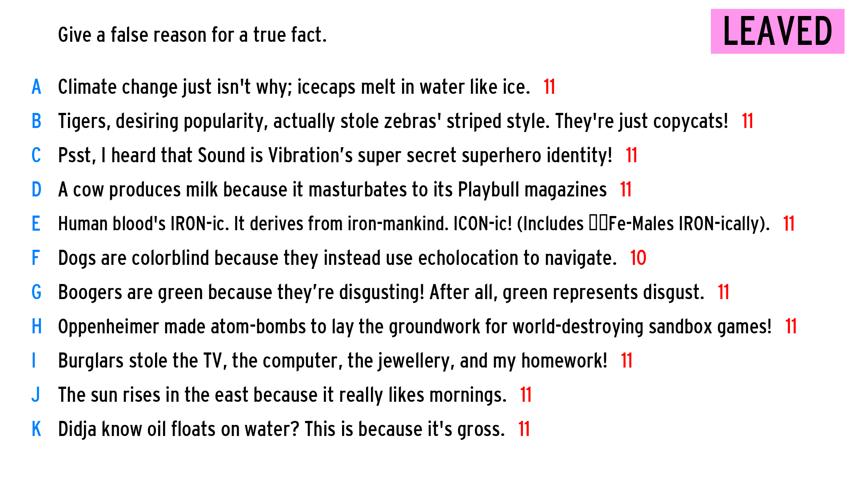 Give a false reason for a true fact.
LEAVED
A Climate change just isn't why; icecaps melt in water like ice. 11
B Tigers, desiring popularity, actually stole zebras' striped style. They're just copycats! 11
C Psst, I heard that Sound is Vibration’s super secret superhero identity! 11
D A cow produces milk because it masturbates to its Playbull magazines 11
E Human blood's IRON-ic. It derives from iron-mankind. ICON-ic! (Includes ▯▯Fe-Males IRON-ically). 11
F Dogs are colorblind because they instead use echolocation to navigate. 10
G Boogers are green because they’re disgusting! After all, green represents disgust. 11
H Oppenheimer made atom-bombs to lay the groundwork for world-destroying sandbox games! 11
I Burglars stole the TV, the computer, the jewellery, and my homework! 11
J The sun rises in the east because it really likes mornings. 11
K Didja know oil floats on water? This is because it's gross. 11